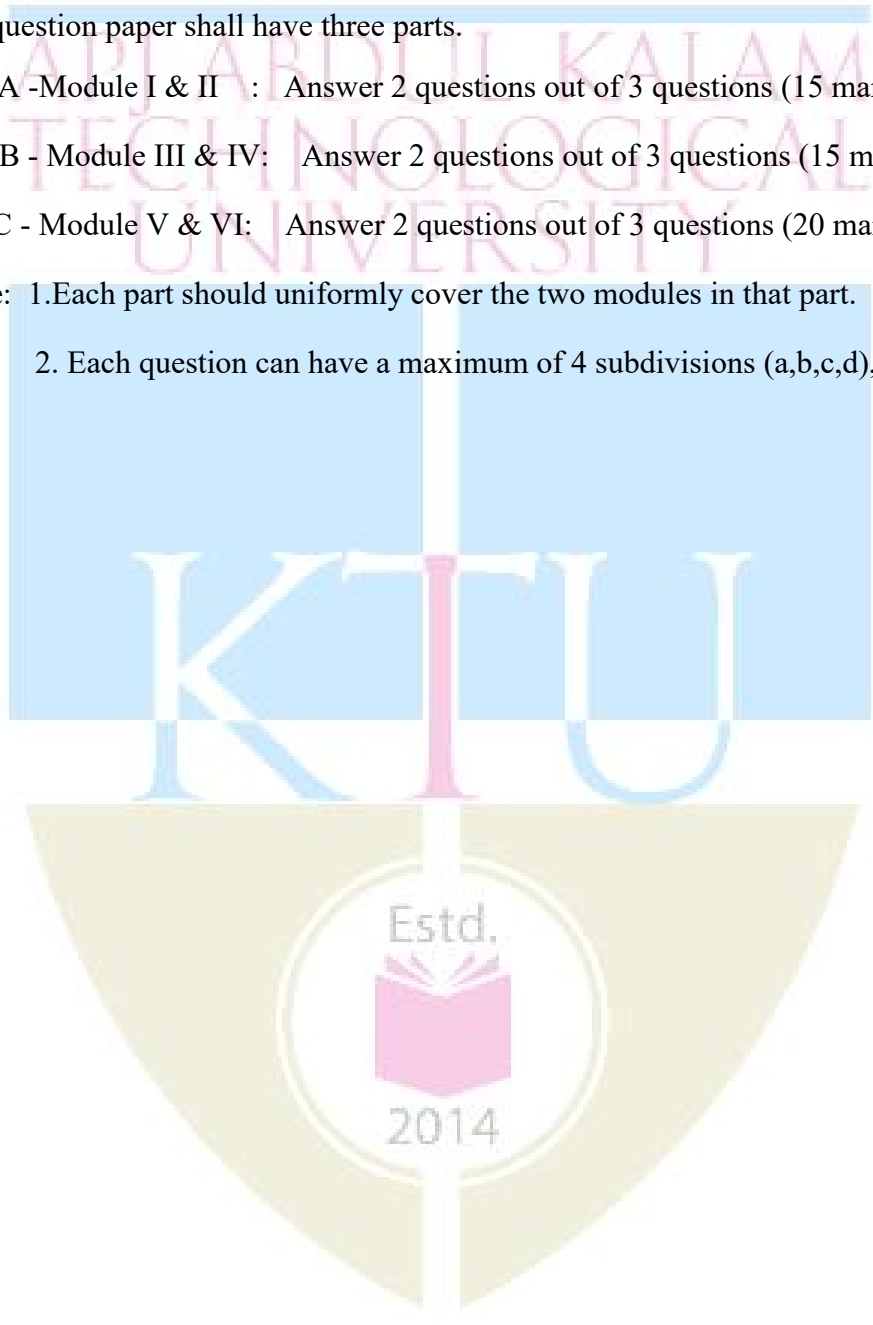 question paper shall have three parts.
APJ ABDUL KALAM
A -Module I & II : Answer 2 questions out of 3 questions (15 mar
TECHNOLOGICAL
B - Module III & IV: Answer 2 questions out of 3 questions (15 m
UNIVERSITY
C - Module V & VI: Answer 2 questions out of 3 questions (20 mar
e: 1.Each part should uniformly cover the two modules in that part.
2. Each question can have a maximum of 4 subdivisions (a,b,c,d),
KTU
Estd.
2014